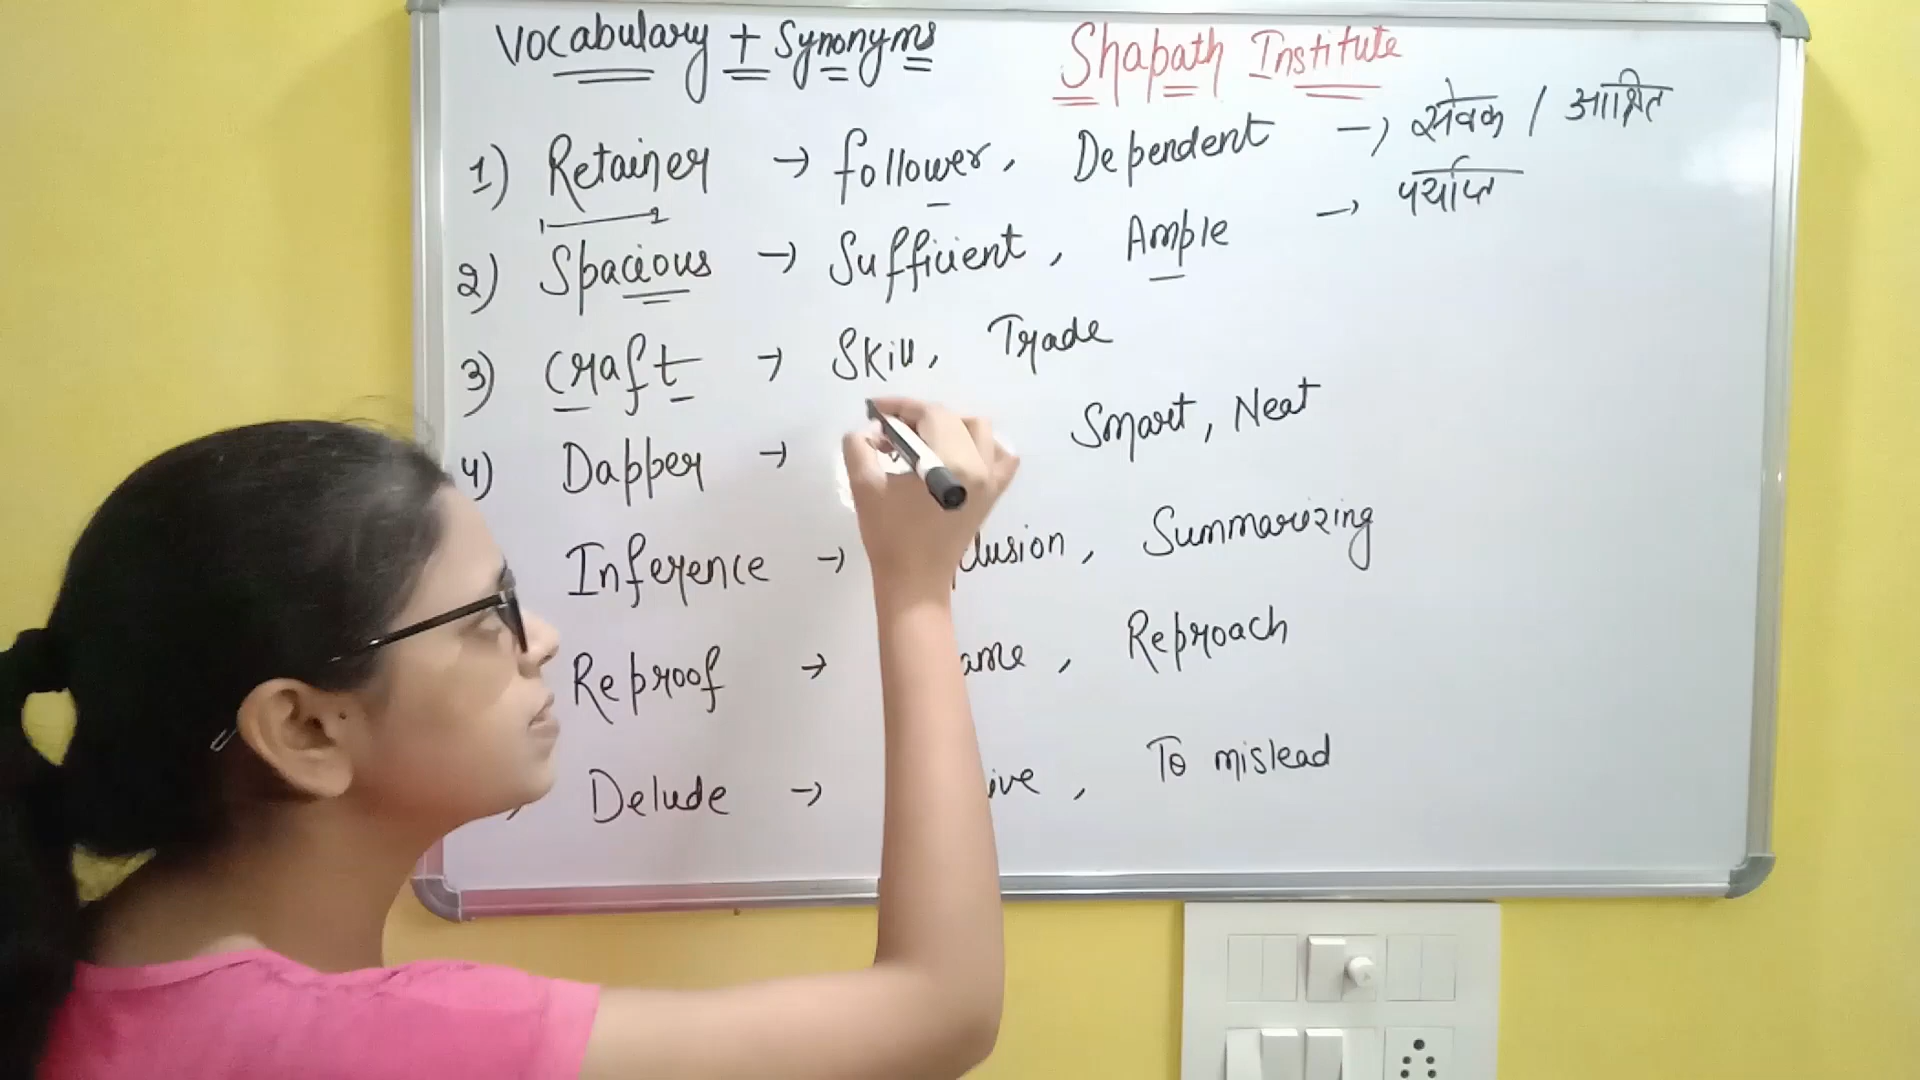 Vocabulary + Synonyms Shapath Institute
1) Retainer → follower, Dependent → सेवक / आश्रित
2) Spacious → Sufficient, Ample → पर्याप्त
3) Craft → Skill, Trade
4) Dapper → Smart, Neat
Inference → lusion, Summarizing
Reproof → ame, Reproach
Delude → ive, To mislead